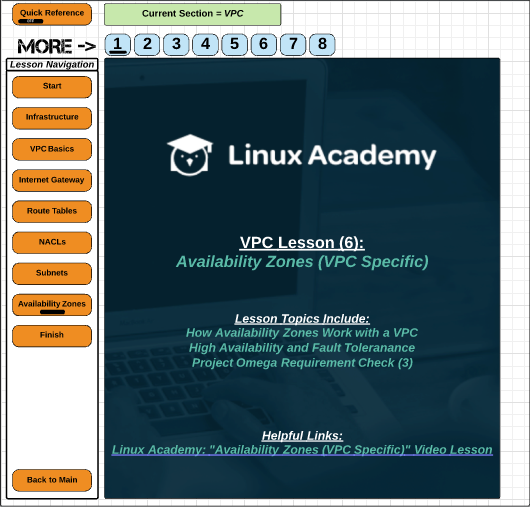 Quick Reference
Current Section = VPC
MORE ->
1 2 3 4 5 6 7 8
Lesson Navigation
Start
Infrastructure
VPC Basics
Internet Gateway
Route Tables
NACLs
Subnets
Availability Zones
Finish
Back to Main
Linux Academy
VPC Lesson (6):
Availability Zones (VPC Specific)
Lesson Topics Include:
How Availability Zones Work with a VPC
High Availability and Fault Toleranance
Project Omega Requirement Check (3)
Helpful Links:
Linux Academy: "Availability Zones (VPC Specific)" Video Lesson